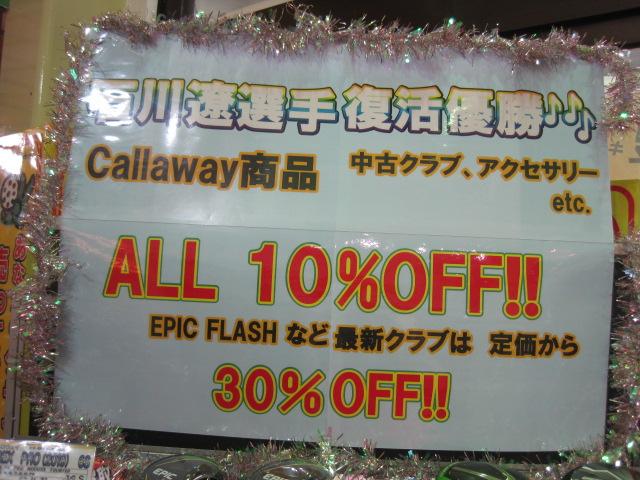 石川遼選手 復活優勝♪♪♪
Callaway商品 中古クラブ、アクセサリー
etc.
ALL 10%OFF!!
EPIC FLASH など 最新クラブは 定価から
30%OFF!!